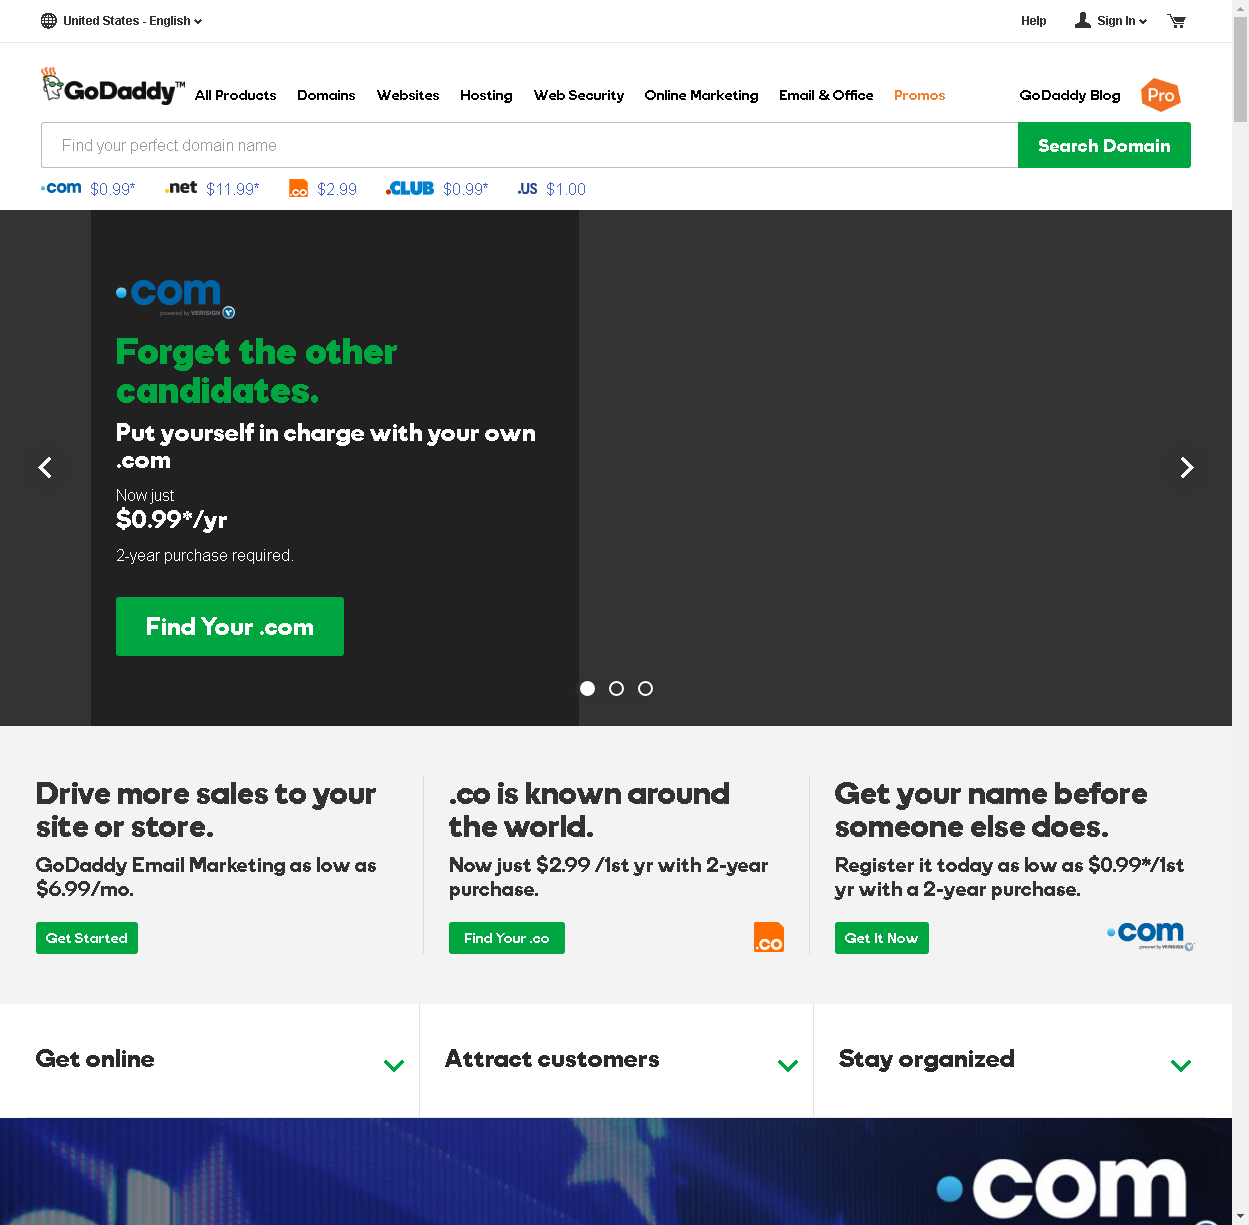 United States - English
Help
Sign In
GoDaddy™
All Products
Domains
Websites
Hosting
Web Security
Online Marketing
Email & Office
Promos
GoDaddy Blog
Pro
Find your perfect domain name
Search Domain
.com $0.99*
.net $11.99*
.co $2.99
.CLUB $0.99*
.US $1.00
.com
powered by VERISIGN
Forget the other
candidates.
Put yourself in charge with your own
.com
Now just
$0.99*/yr
2-year purchase required.
Find Your .com
Drive more sales to your
site or store.
GoDaddy Email Marketing as low as
$6.99/mo.
Get Started
.co is known around
the world.
Now just $2.99 /1st yr with 2-year
purchase.
Find Your .co
.co
Get your name before
someone else does.
Register it today as low as $0.99*/1st
yr with a 2-year purchase.
Get It Now
.com
powered by VERISIGN
Get online
Attract customers
Stay organized
.com